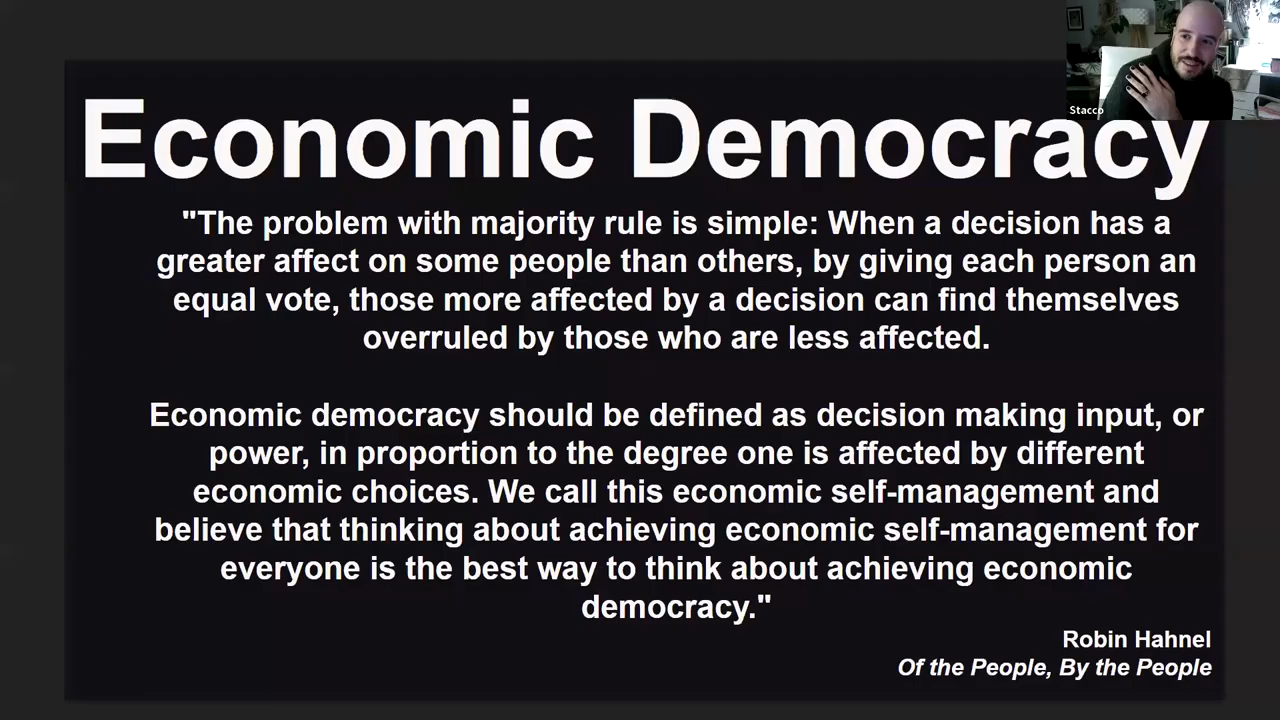 Stacco
Economic Democracy
"The problem with majority rule is simple: When a decision has a
greater affect on some people than others, by giving each person an
equal vote, those more affected by a decision can find themselves
overruled by those who are less affected.
Economic democracy should be defined as decision making input, or
power, in proportion to the degree one is affected by different
economic choices. We call this economic self-management and
believe that thinking about achieving economic self-management for
everyone is the best way to think about achieving economic
democracy."
Robin Hahnel
Of the People, By the People